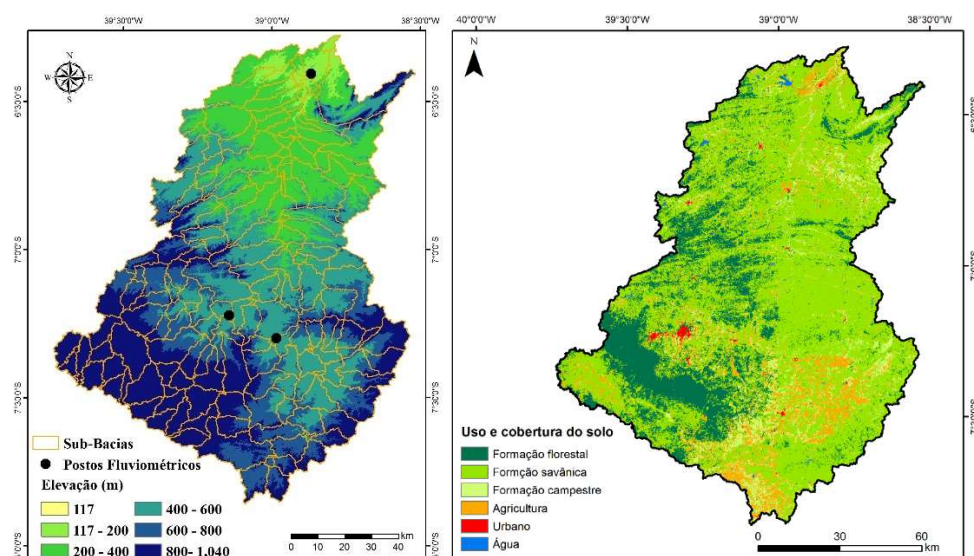 39°30'0"W 39°0'0"W 38°30'0"W
N
W E
S
6°30'0"S
7°0'0"S
7°30'0"S
Sub-Bacias
Postos Fluviométricos
Elevação (m)
117 400 - 600
117 - 200 600 - 800
200 - 400 800- 1.040
0 10 20 30 40 km
40°0'0"W 39°30'0"W 39°0'0"W 38°30'0"W
N
Uso e cobertura do solo
Formação florestal
Formção savânica
Formação campestre
Agricultura
Urbano
Água
0 30 60 km